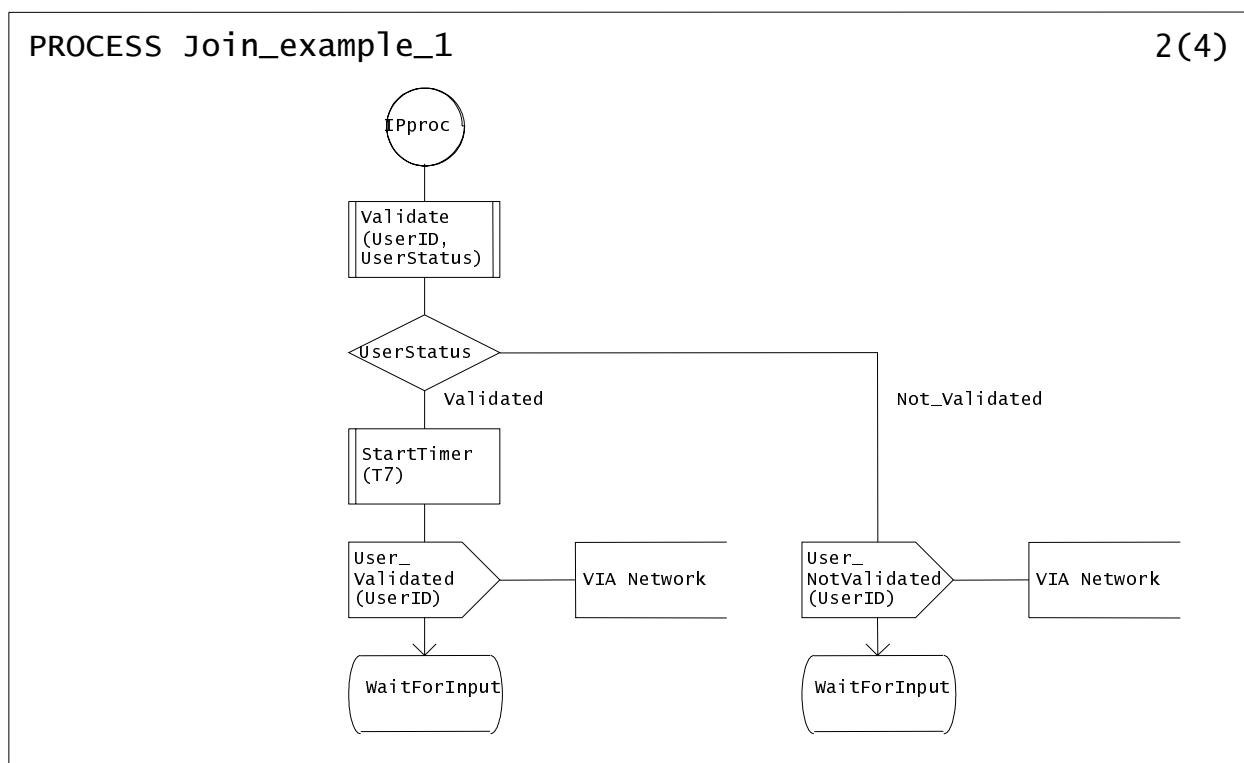 PROCESS Join_example_1
2(4)
IPproc
Validate
(UserID,
UserStatus)
UserStatus
Validated
Not_Validated
StartTimer
(T7)
User_
Validated
(UserID)
VIA Network
User_
NotValidated
(UserID)
VIA Network
WaitForInput
WaitForInput